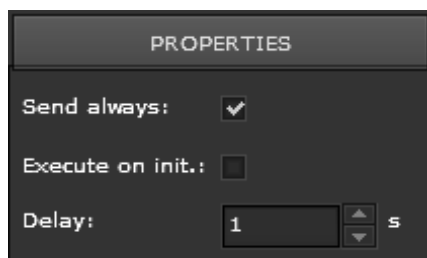 PROPERTIES
Send always:
Execute on init.:
Delay: 1 s